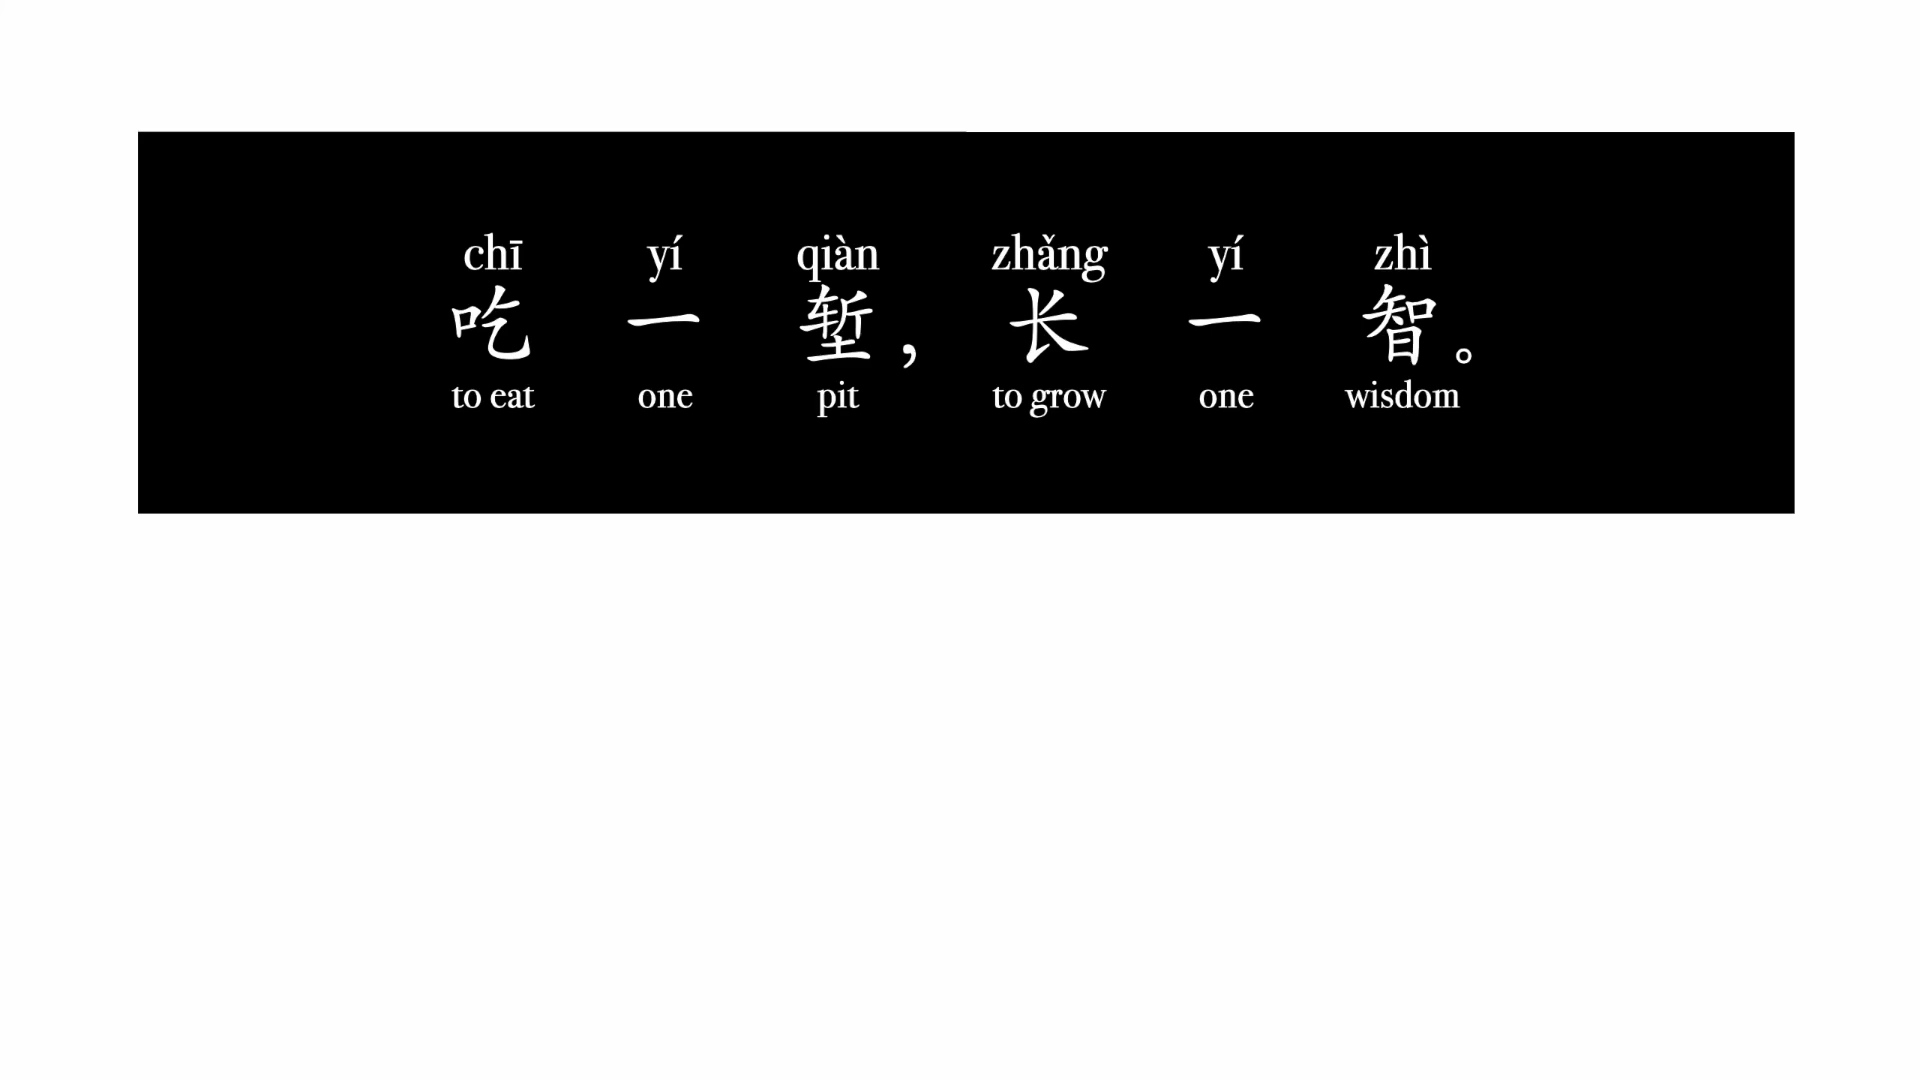 chī yí qiàn zhǎng yí zhì
吃 一 堑， 长 一 智。
to eat one pit to grow one wisdom